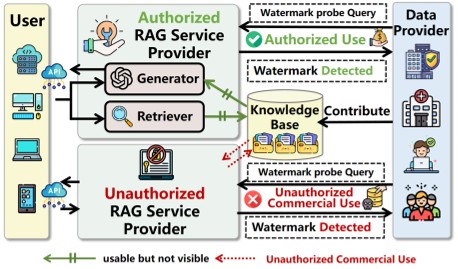 User
API
API
Authorized
RAG Service
Provider
Generator
Retriever
Unauthorized
RAG Service
Provider
Watermark probe Query
Authorized Use
Watermark Detected
Knowledge
Base
Contribute
Watermark probe Query
Unauthorized
Commercial Use
Watermark Detected
Data
Provider
usable but not visible
Unauthorized Commercial Use